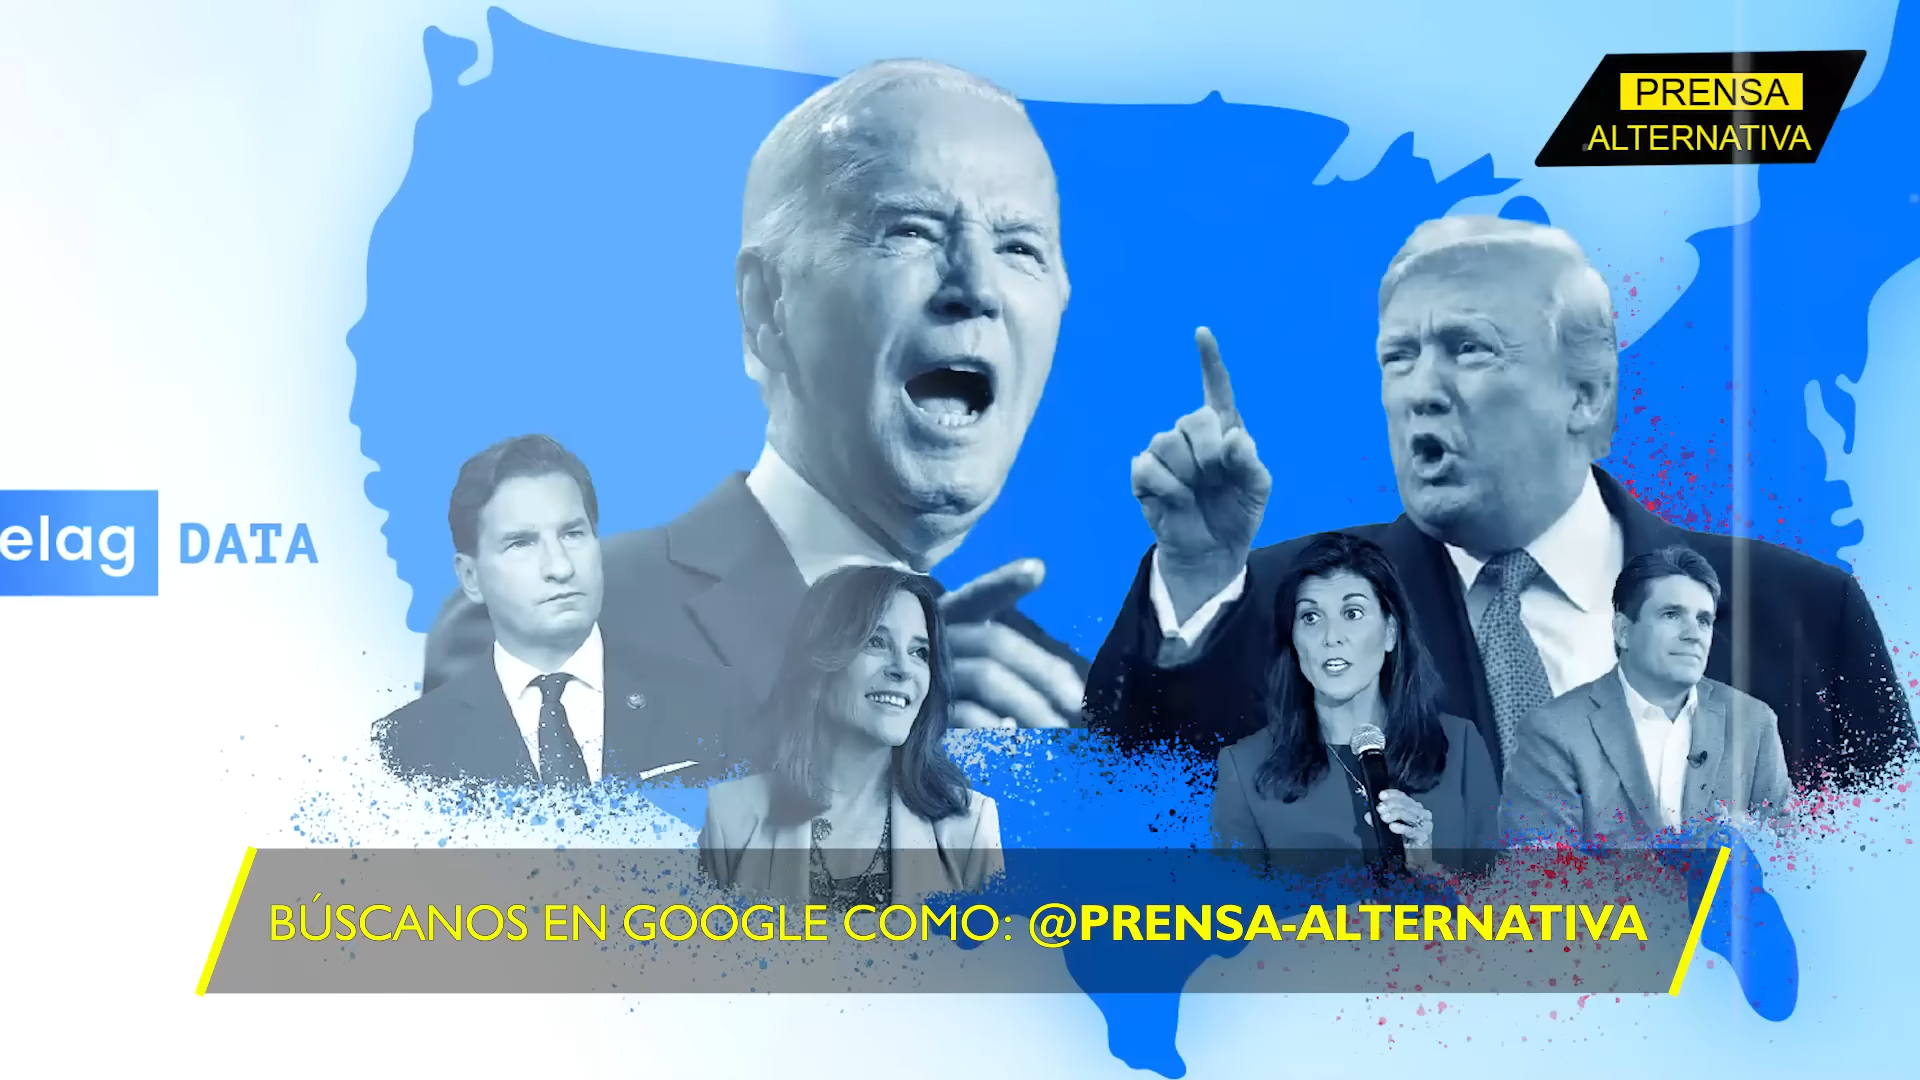 PRENSA
ALTERNATIVA
elag DATA
BÚSCANOS EN GOOGLE COMO: @PRENSA-ALTERNATIVA